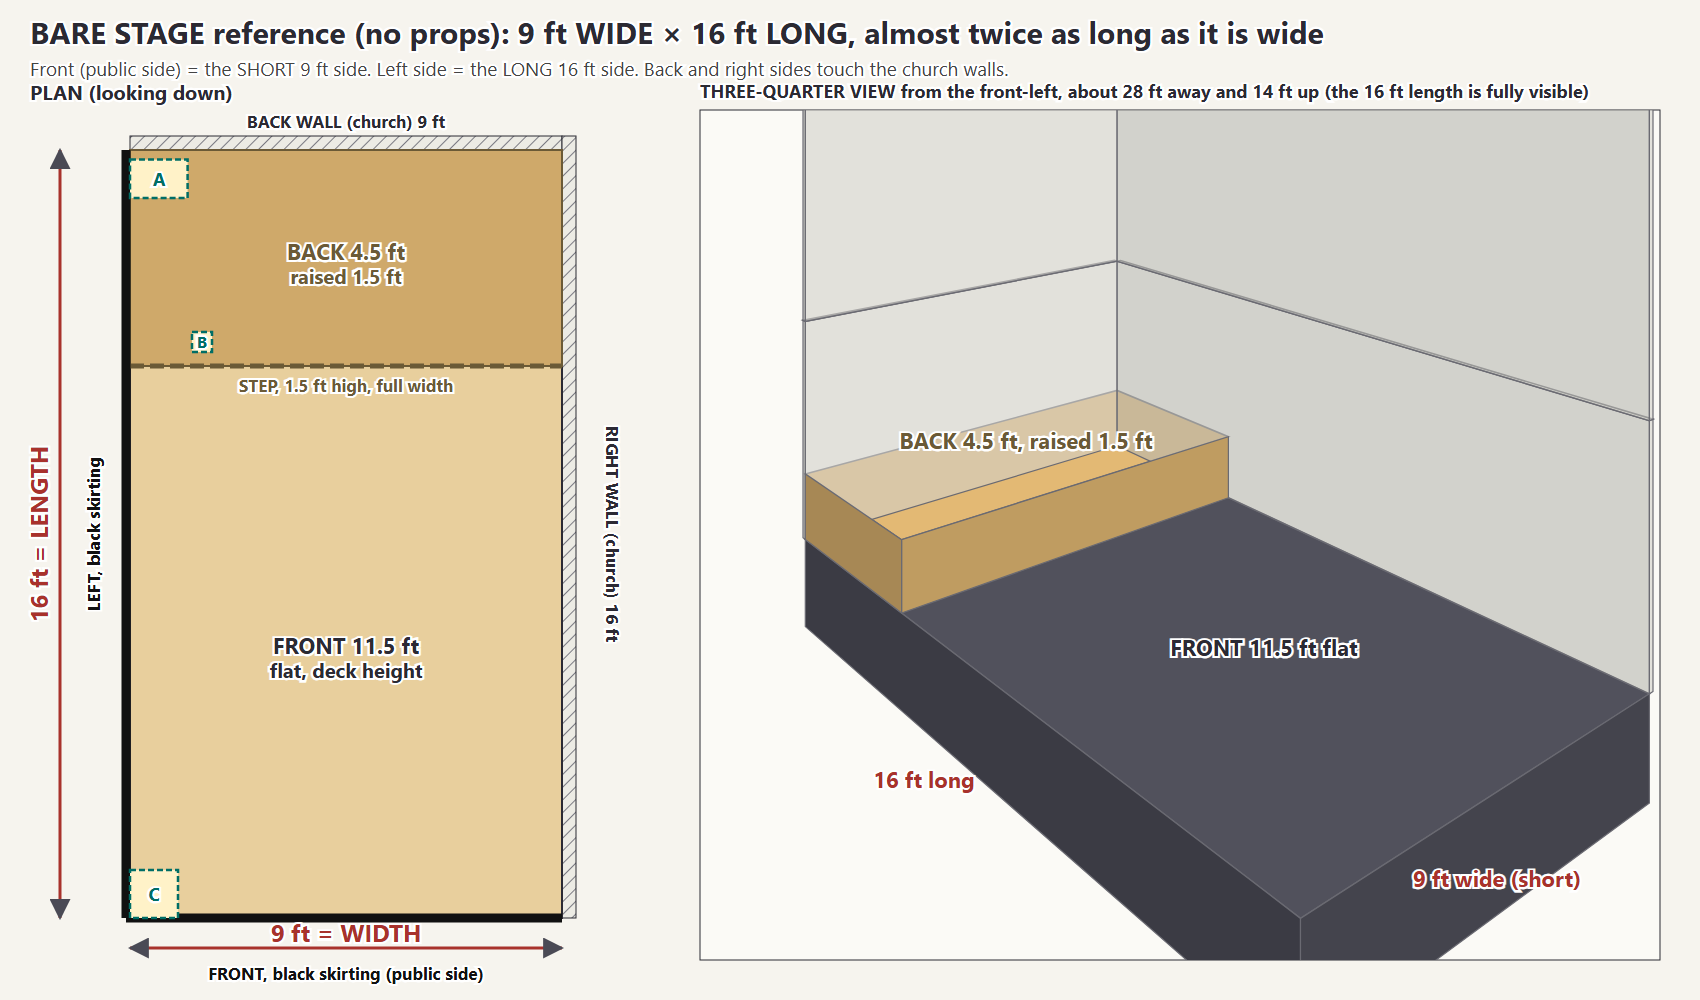 BARE STAGE reference (no props): 9 ft WIDE × 16 ft LONG, almost twice as long as it is wide
Front (public side) = the SHORT 9 ft side. Left side = the LONG 16 ft side. Back and right sides touch the church walls.
PLAN (looking down)
BACK WALL (church) 9 ft
A
BACK 4.5 ft
raised 1.5 ft
B
STEP, 1.5 ft high, full width
16 ft = LENGTH
LEFT, black skirting
RIGHT WALL (church) 16 ft
FRONT 11.5 ft
flat, deck height
C
9 ft = WIDTH
FRONT, black skirting (public side)
THREE-QUARTER VIEW from the front-left, about 28 ft away and 14 ft up (the 16 ft length is fully visible)
BACK 4.5 ft, raised 1.5 ft
FRONT 11.5 ft flat
16 ft long
9 ft wide (short)